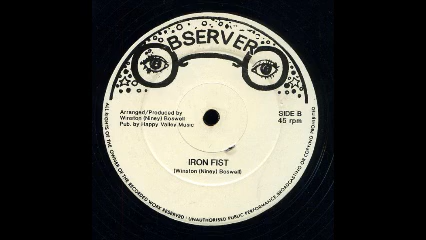 OBSERVER
Arranged/Produced by
Winston (Niney) Boswell
Pub. by Happy Valley Music
SIDE B
45 rpm
IRON FIST
(Winston (Niney) Boswell)
ALL RIGHTS OF THE OWNER OF THE RECORDED WORK RESERVED / UNAUTHORISED PUBLIC PERFORMANCE, BROADCASTING OR COPYING PROHIBITED